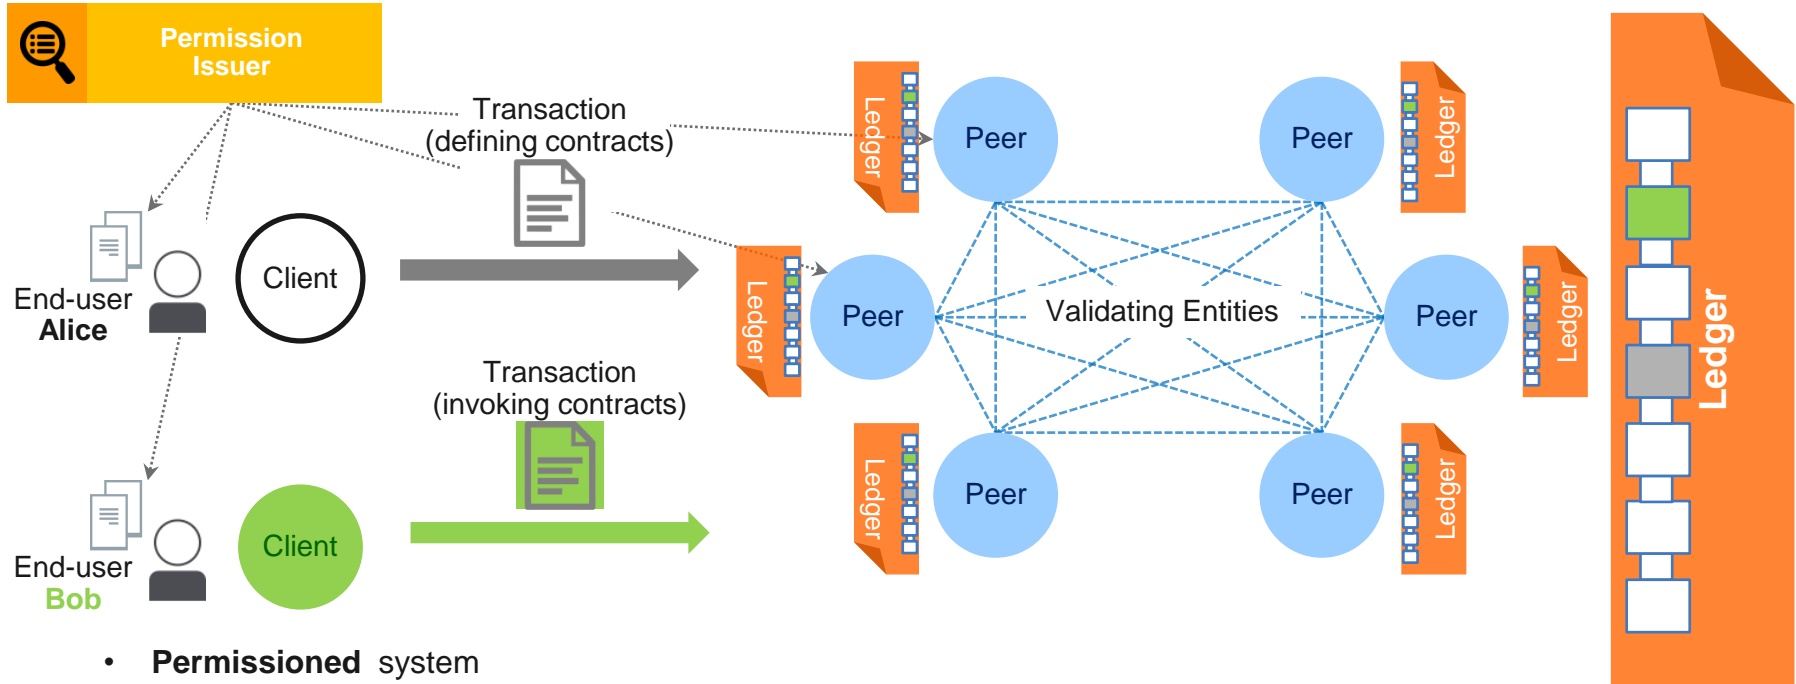 Permission
Issuer
Transaction
(defining contracts)
End-user
Alice
Client
Transaction
(invoking contracts)
End-user
Bob
Client
Ledger
Peer
Peer
Ledger
Ledger
Peer
Validating Entities
Peer
Ledger
Ledger
Peer
Peer
Ledger
Ledger
• Permissioned system